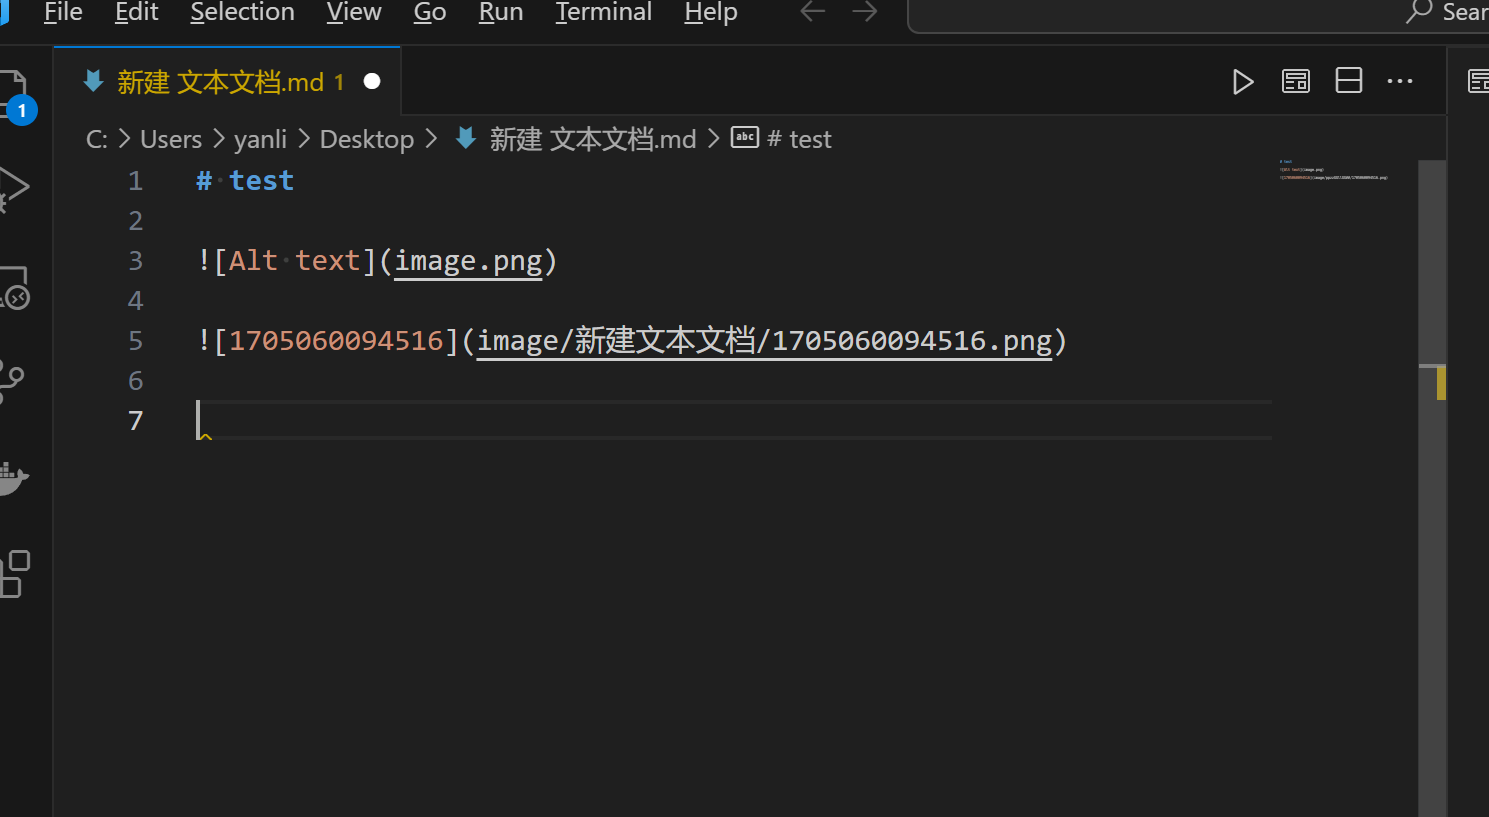 File Edit Selection View Go Run Terminal Help Sear
新建 文本文档.md 1
1
C: > Users > yanli > Desktop > 新建 文本文档.md > abc # test
1 # test
2
3 ![Alt text](image.png)
4
5 ![1705060094516](image/新建文本文档/1705060094516.png)
6
7